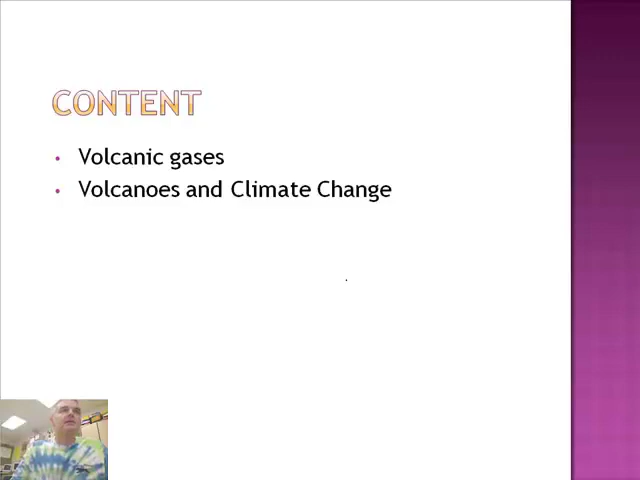 CONTENT
• Volcanic gases
• Volcanoes and Climate Change